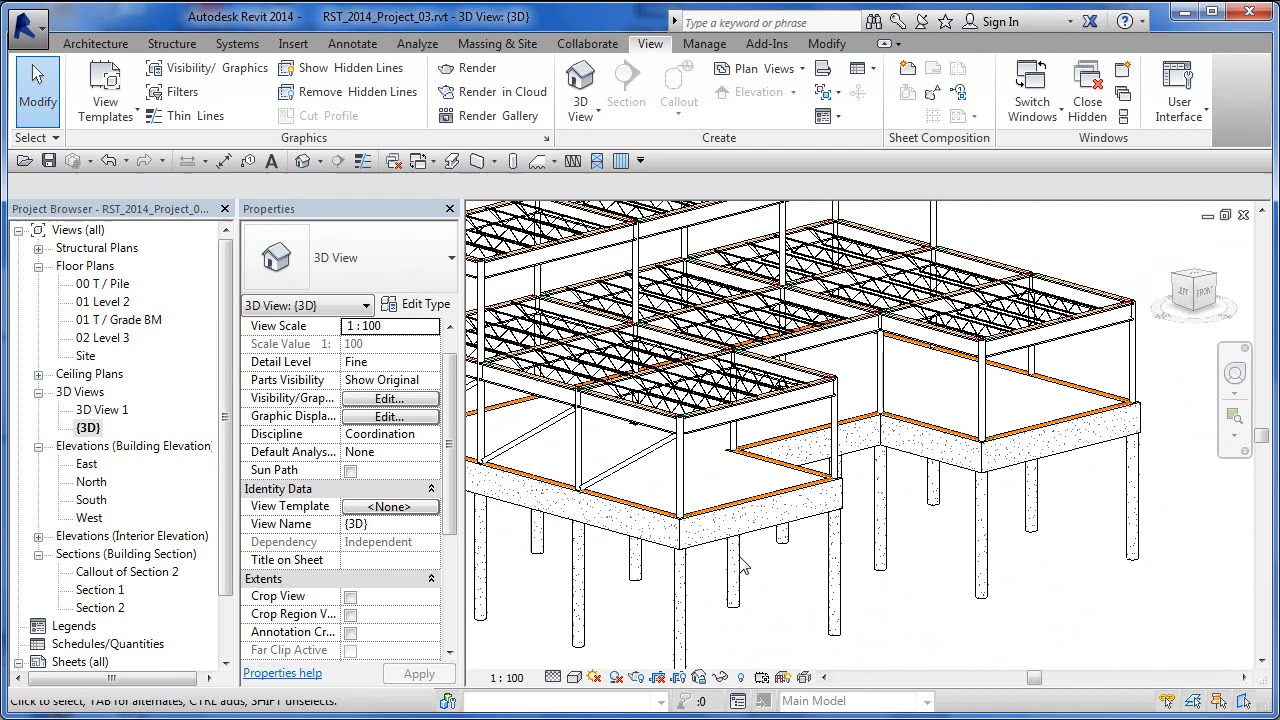 Autodesk Revit 2014 - RST_2014_Project_03.rvt - 3D View: {3D}
Type a keyword or phrase
Sign In
Architecture Structure Systems Insert Annotate Analyze Massing & Site Collaborate View Manage Add-Ins Modify
Modify
View
Templates
Visibility/ Graphics
Filters
Thin Lines
Show Hidden Lines
Remove Hidden Lines
Cut Profile
Render
Render in Cloud
Render Gallery
3D
View
Section
Callout
Plan Views
Elevation
Switch
Windows
Close
Hidden
User
Interface
Select Graphics Create Sheet Composition Windows
Project Browser - RST_2014_Project_0...
Views (all)
Structural Plans
Floor Plans
00 T / Pile
01 Level 2
01 T / Grade BM
02 Level 3
Site
Ceiling Plans
3D Views
3D View 1
{3D}
Elevations (Building Elevation)
East
North
South
West
Elevations (Interior Elevation)
Sections (Building Section)
Callout of Section 2
Section 1
Section 2
Legends
Schedules/Quantities
Sheets (all)
Properties
3D View
3D View: {3D} Edit Type
View Scale 1 : 100
Scale Value 1: 100
Detail Level Fine
Parts Visibility Show Original
Visibility/Grap... Edit...
Graphic Displa... Edit...
Discipline Coordination
Default Analys... None
Sun Path
Identity Data
View Template <None>
View Name {3D}
Dependency Independent
Title on Sheet
Extents
Crop View
Crop Region V...
Annotation Cr...
Far Clip Active
Properties help Apply
LEFT FRONT
1 : 100
Click to select, TAB for alternates, CTRL adds, SHIFT unselects.
:0
Main Model